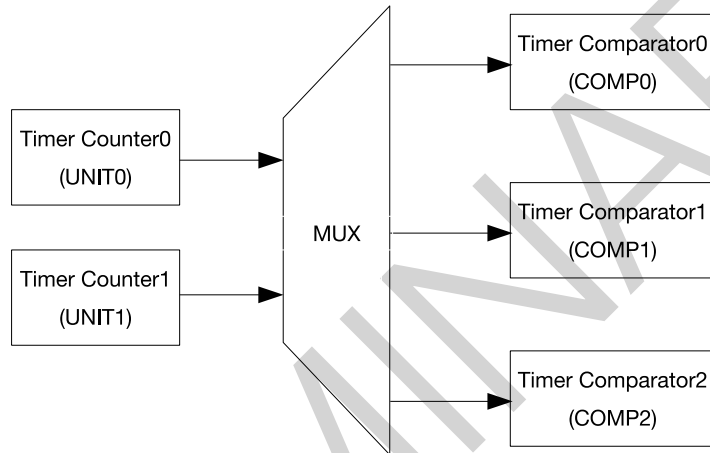 Timer Counter0
(UNIT0)
Timer Counter1
(UNIT1)
MUX
Timer Comparator0
(COMP0)
Timer Comparator1
(COMP1)
Timer Comparator2
(COMP2)